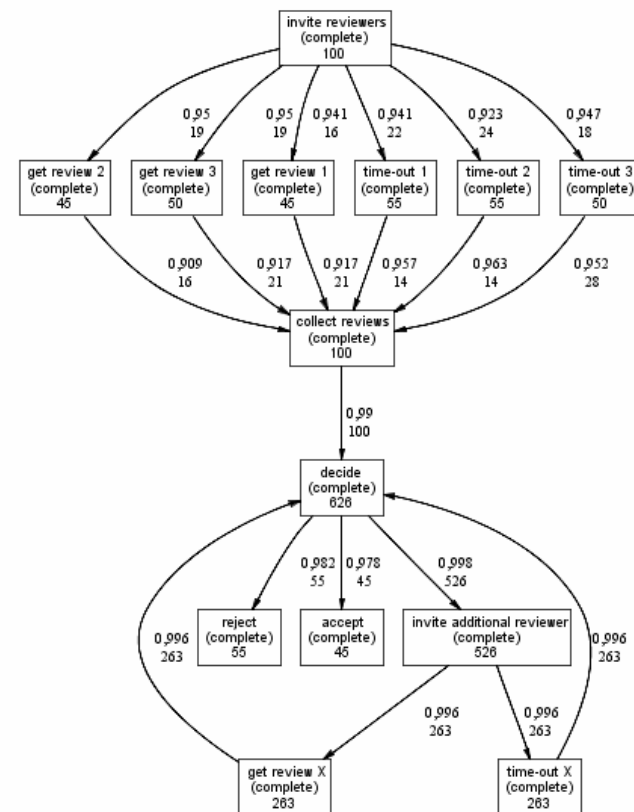 invite reviewers
(complete)
100
0,95
19
0,95
19
0,941
16
0,941
22
0,923
24
0,947
18
get review 2
(complete)
45
get review 3
(complete)
50
get review 1
(complete)
45
time-out 1
(complete)
55
time-out 2
(complete)
55
time-out 3
(complete)
50
0,909
16
0,917
21
0,917
21
0,957
14
0,963
14
0,952
28
collect reviews
(complete)
100
0,99
100
decide
(complete)
626
0,982
55
0,978
45
0,998
526
reject
(complete)
55
accept
(complete)
45
invite additional reviewer
(complete)
526
0,996
263
0,996
263
0,996
263
0,996
263
get review X
(complete)
263
time-out X
(complete)
263